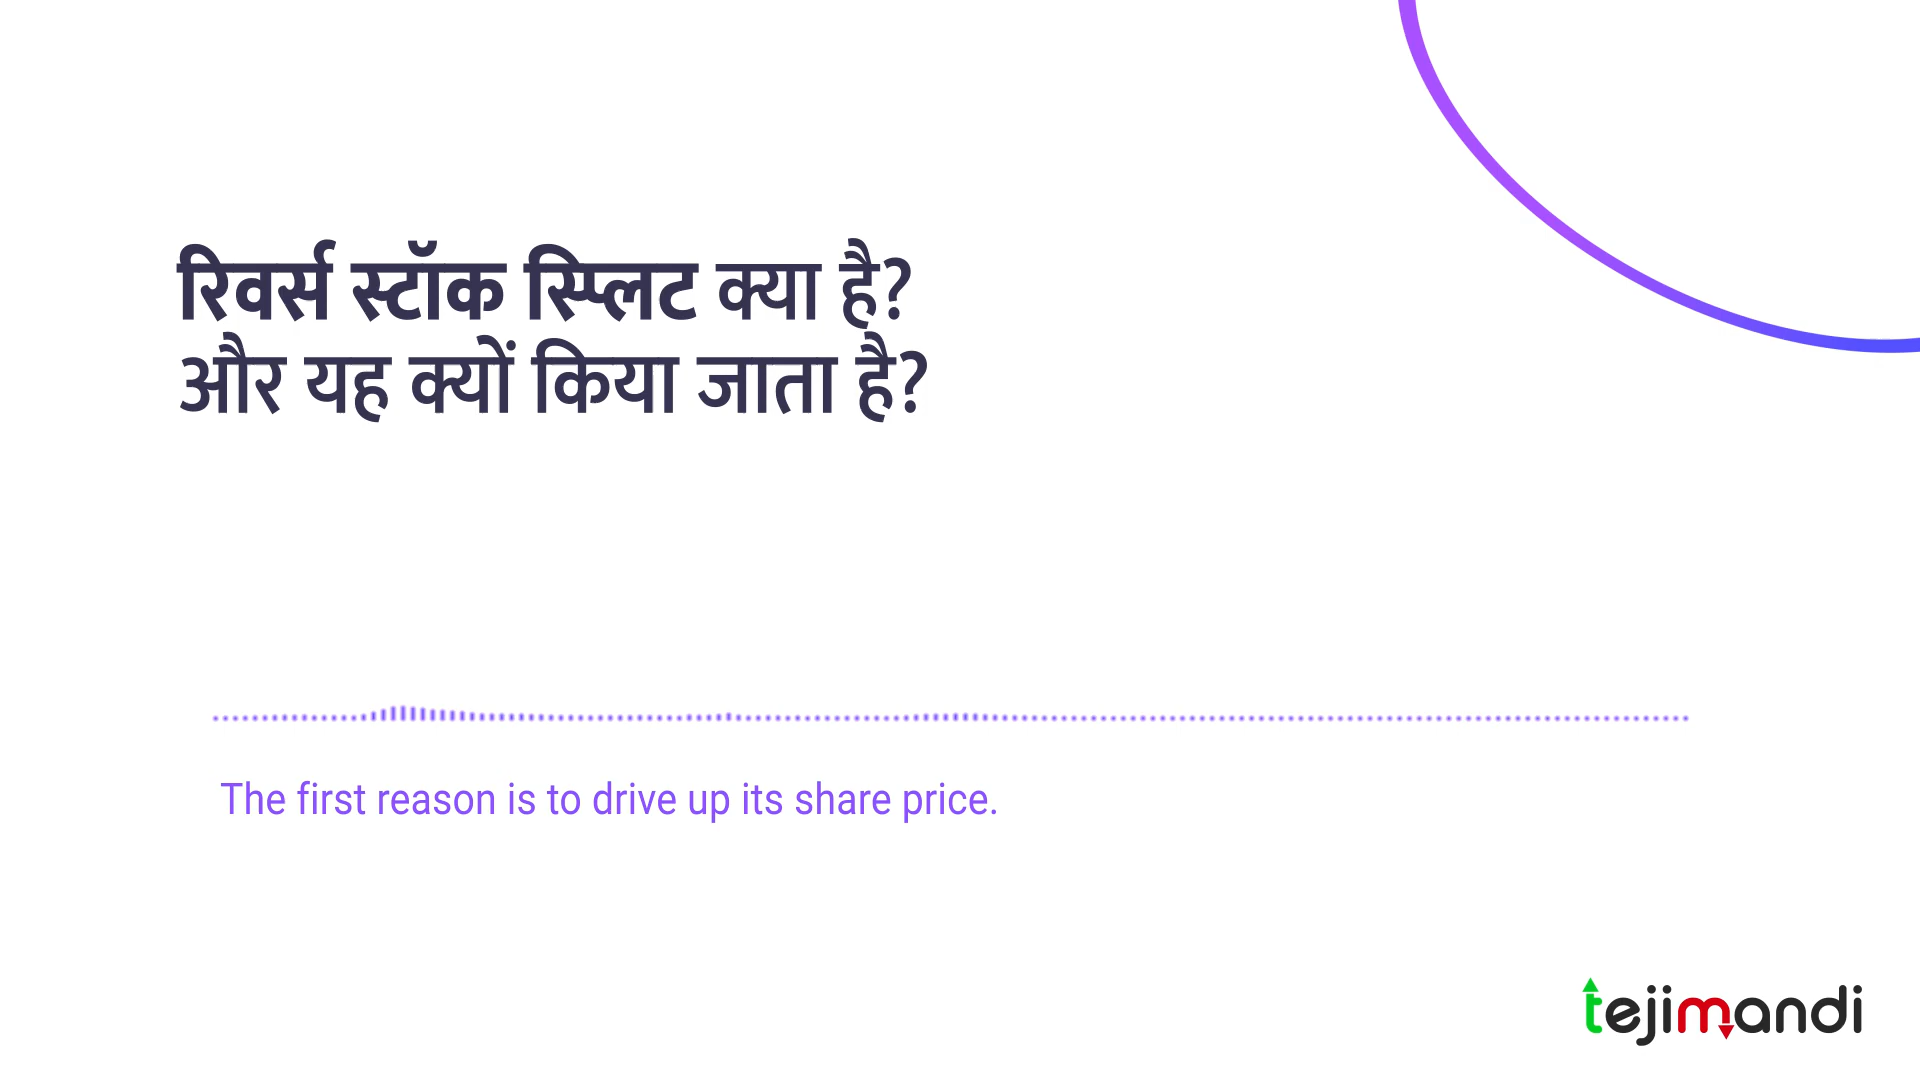 रिवर्स स्टॉक स्प्लिट क्या है?
और यह क्यों किया जाता है?
The first reason is to drive up its share price.
tejimandi